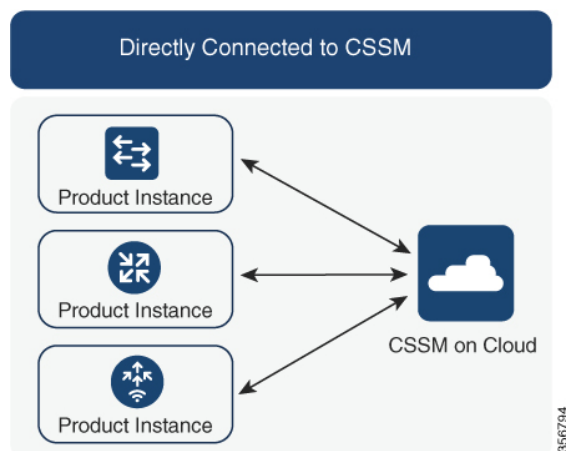 Directly Connected to CSSM
Product Instance
Product Instance
CSSM on Cloud
Product Instance
356794